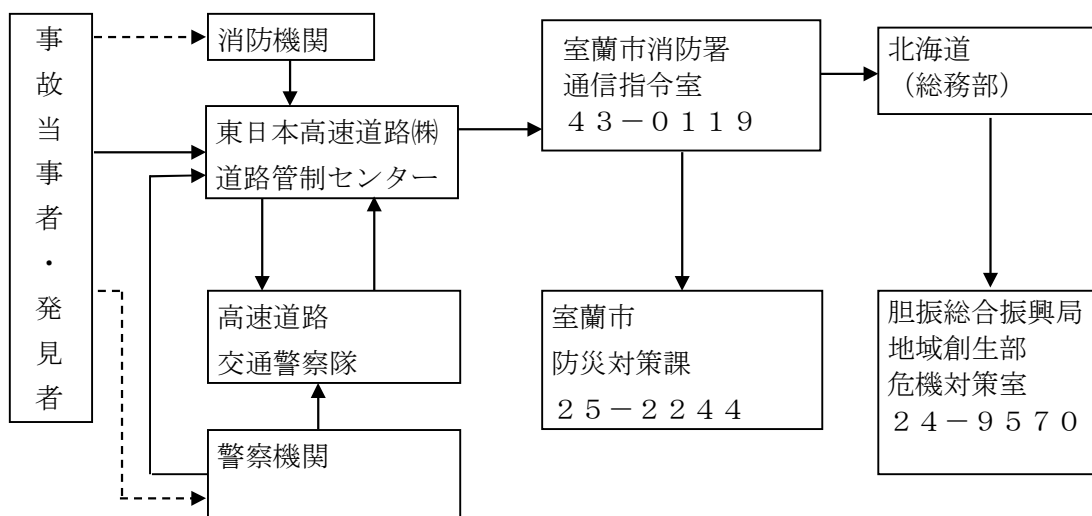 事故当事者・発見者
消防機関
東日本高速道路㈱
道路管制センター
高速道路
交通警察隊
警察機関
室蘭市消防署
通信指令室
４３－０１１９
室蘭市
防災対策課
２５－２２４４
北海道
（総務部）
胆振総合振興局
地域創生部
危機対策室
２４－９５７０